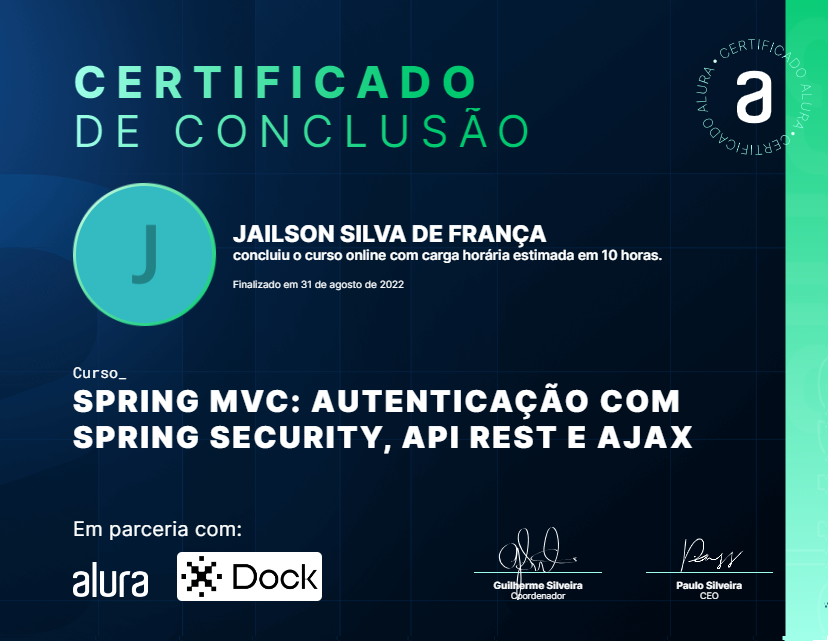 CERTIFICADO
DE CONCLUSÃO
CERTIFICADO ALURA • CERTIFICADO ALURA •
a
J
JAILSON SILVA DE FRANÇA
concluiu o curso online com carga horária estimada em 10 horas.
Finalizado em 31 de agosto de 2022
Curso_
SPRING MVC: AUTENTICAÇÃO COM
SPRING SECURITY, API REST E AJAX
Em parceria com:
alura
Dock
Guilherme Silveira
Coordenador
Paulo Silveira
CEO